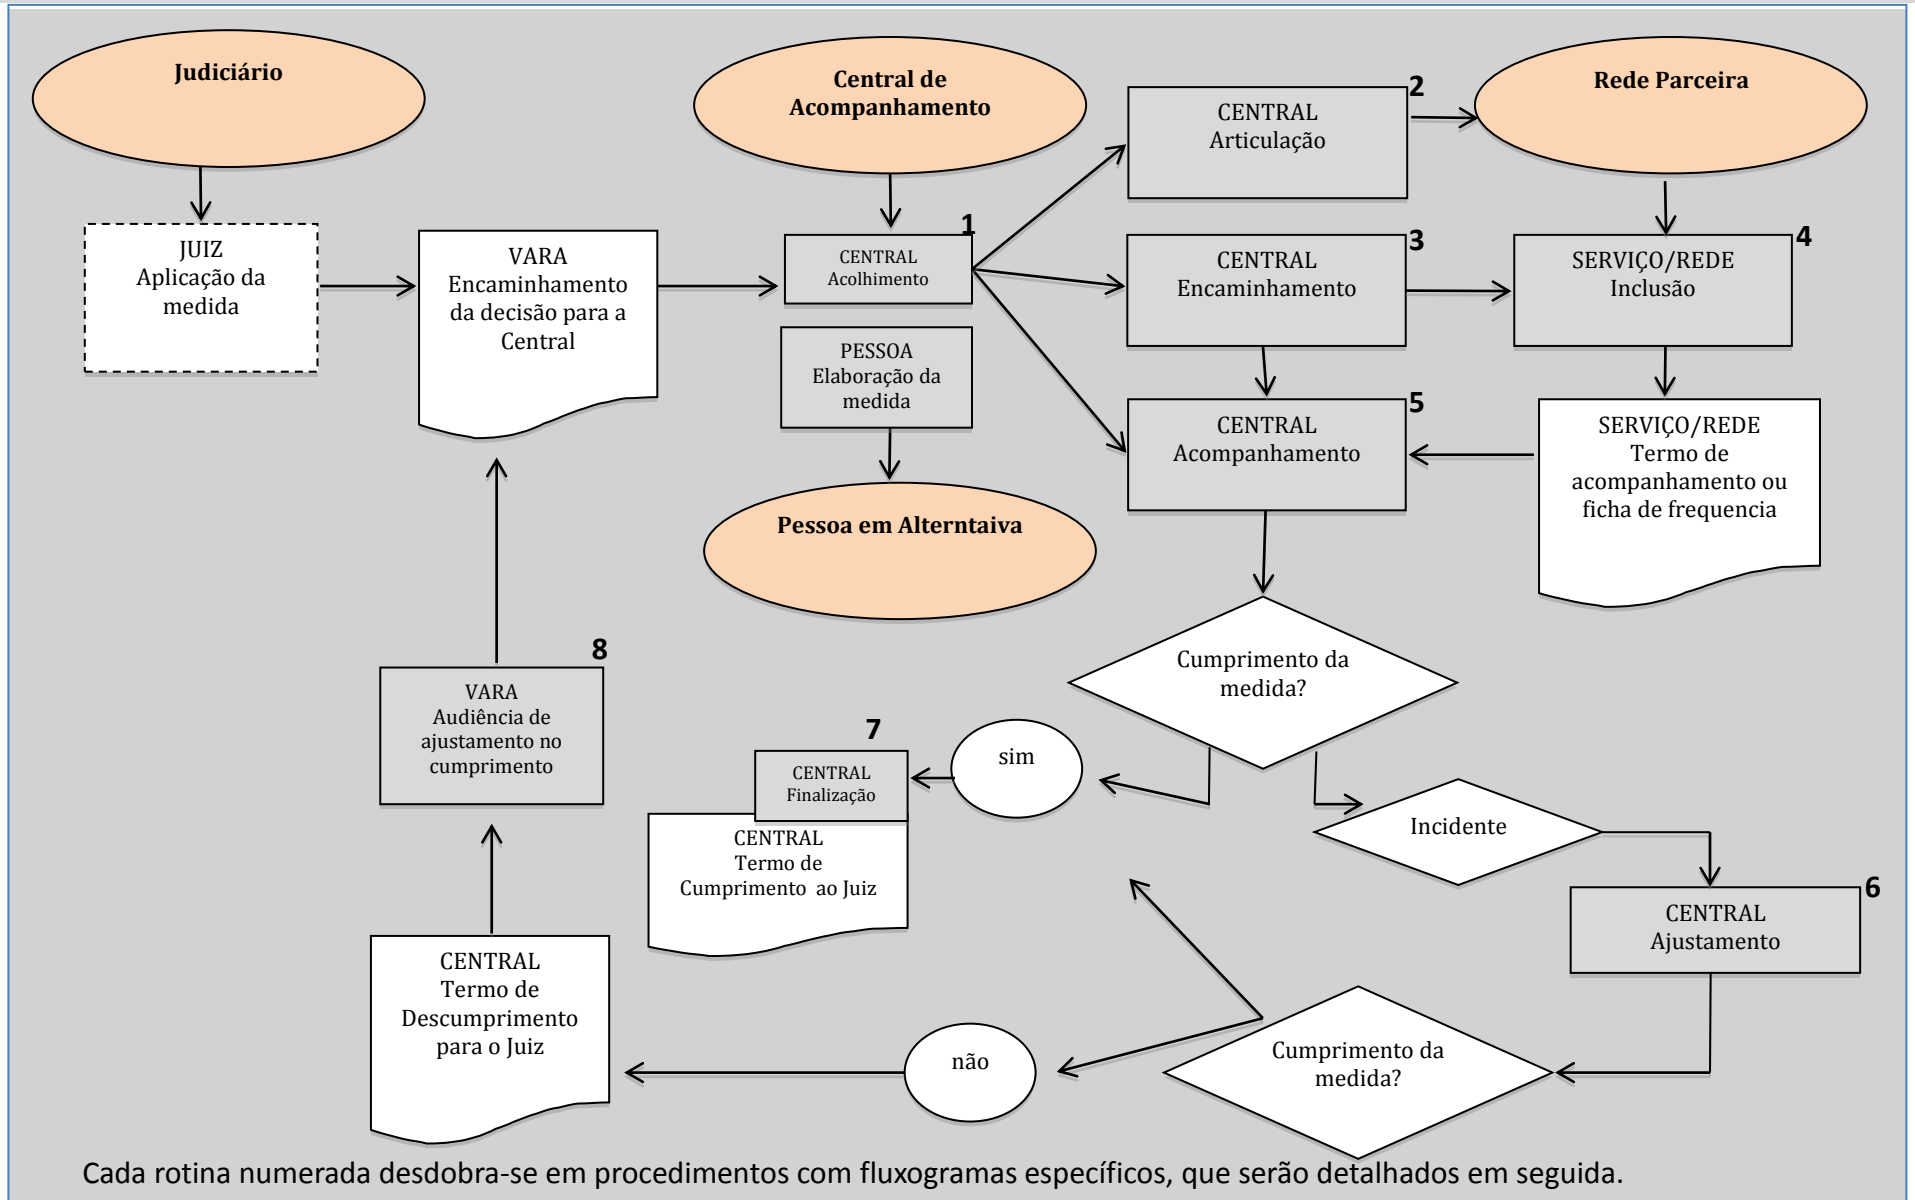 Judiciário
Central de
Acompanhamento
2
CENTRAL
Articulação
Rede Parceira
JUIZ
Aplicação da
medida
VARA
Encaminhamento
da decisão para a
Central
1
CENTRAL
Acolhimento
3
CENTRAL
Encaminhamento
4
SERVIÇO/REDE
Inclusão
PESSOA
Elaboração da
medida
5
CENTRAL
Acompanhamento
SERVIÇO/REDE
Termo de
acompanhamento ou
ficha de frequencia
Pessoa em Alterntaiva
Cumprimento da
medida?
8
VARA
Audiência de
ajustamento no
cumprimento
7
CENTRAL
Finalização
sim
CENTRAL
Termo de
Cumprimento ao Juiz
Incidente
6
CENTRAL
Ajustamento
CENTRAL
Termo de
Descumprimento
para o Juiz
não
Cumprimento da
medida?
Cada rotina numerada desdobra-se em procedimentos com fluxogramas específicos, que serão detalhados em seguida.